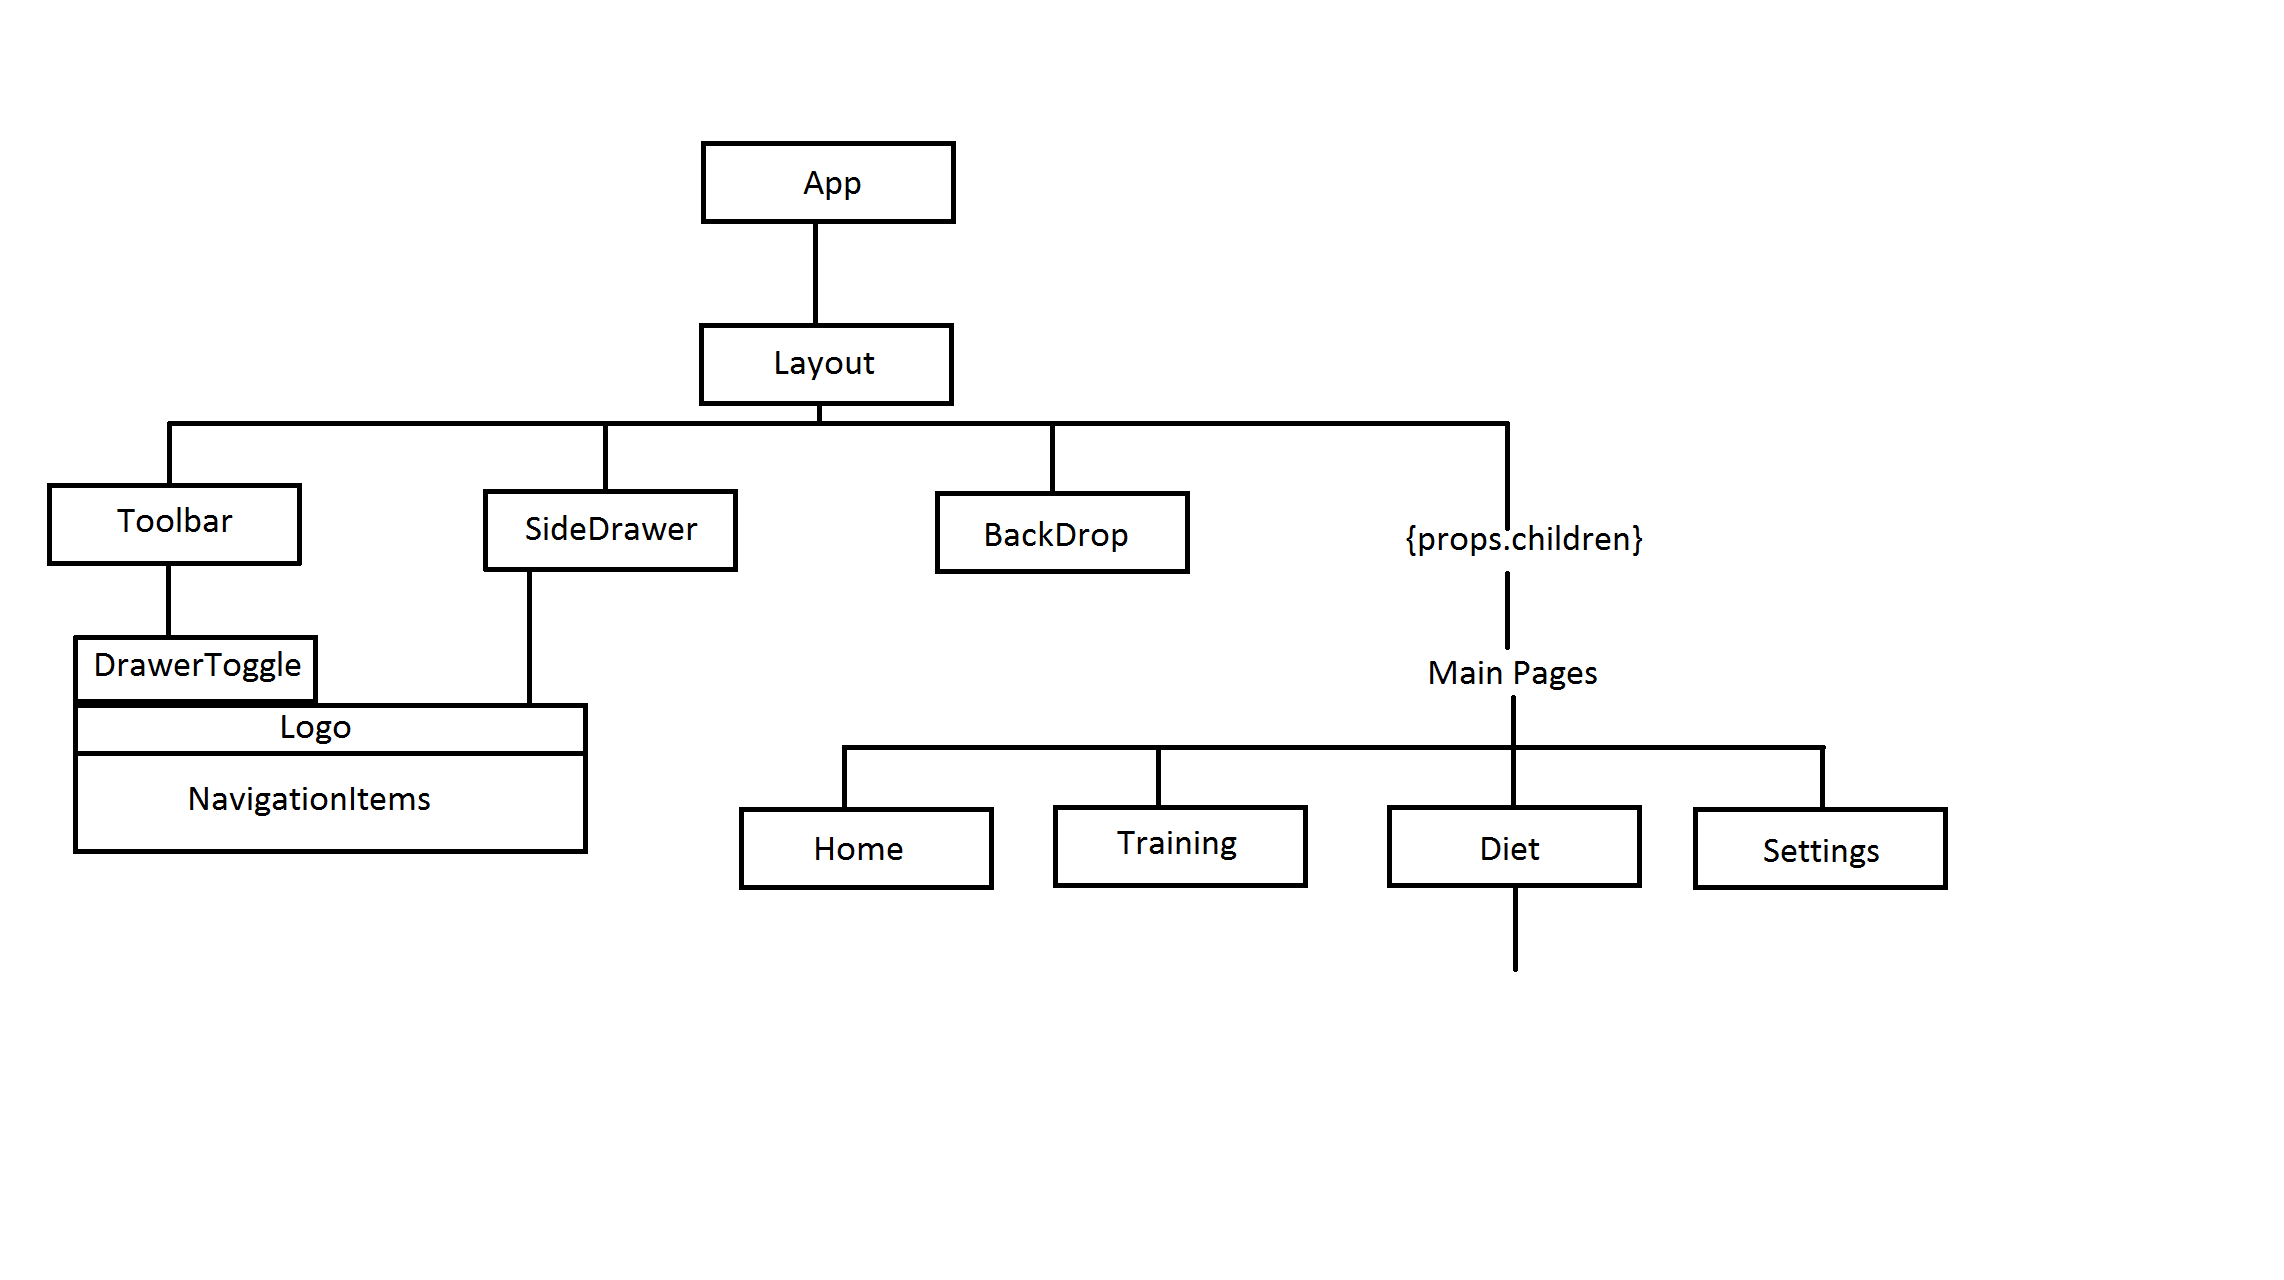 App
Layout
Toolbar
SideDrawer
BackDrop
{props.children}
DrawerToggle
Main Pages
Logo
NavigationItems
Home
Training
Diet
Settings